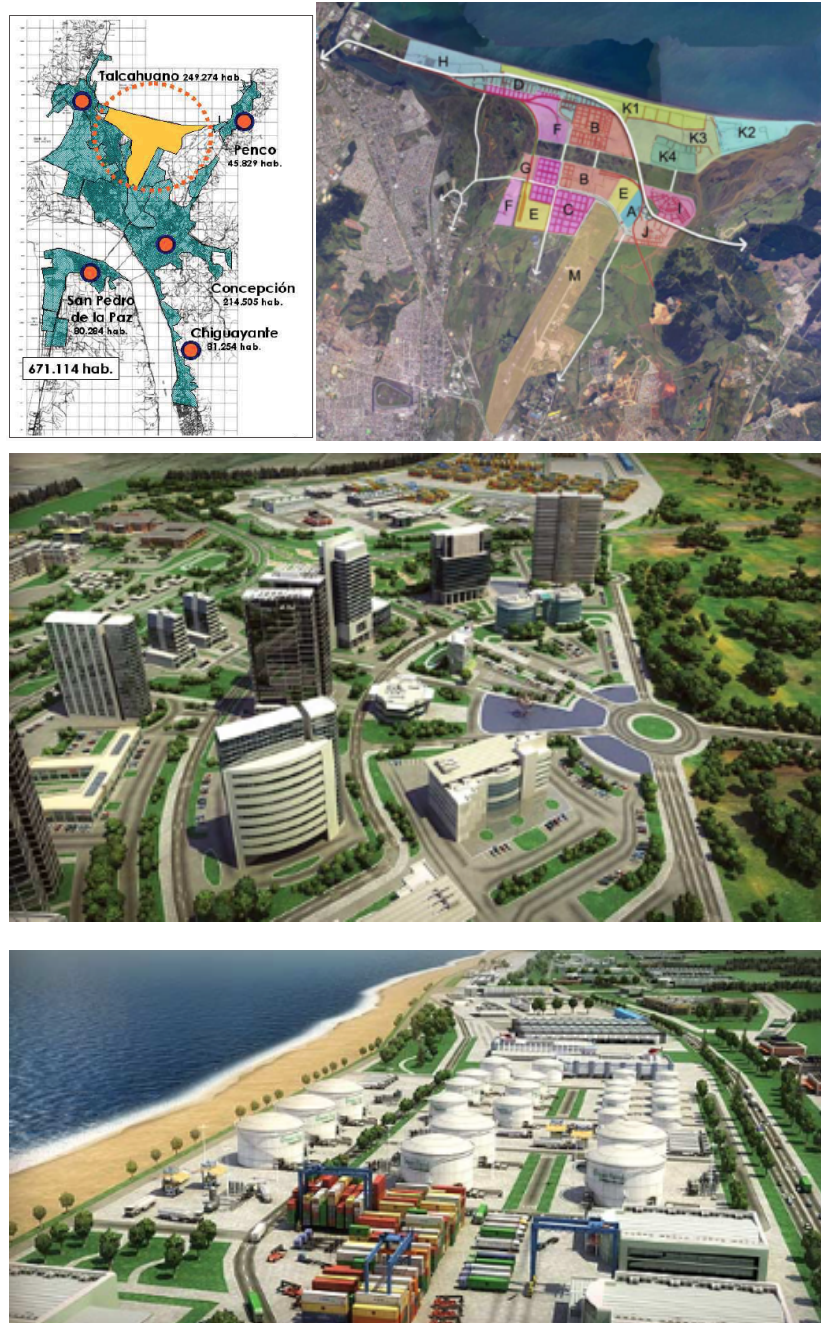 Talcahuano 249.274 hab.
Penco
45.829 hab.
Concepción
214.505 hab.
San Pedro
de la Paz
80.284 hab.
Chiguayante
81.254 hab.
671.114 hab.
H
D
K1
F
B
K3
K2
K4
G
B
E
F
E
C
A
I
J
M